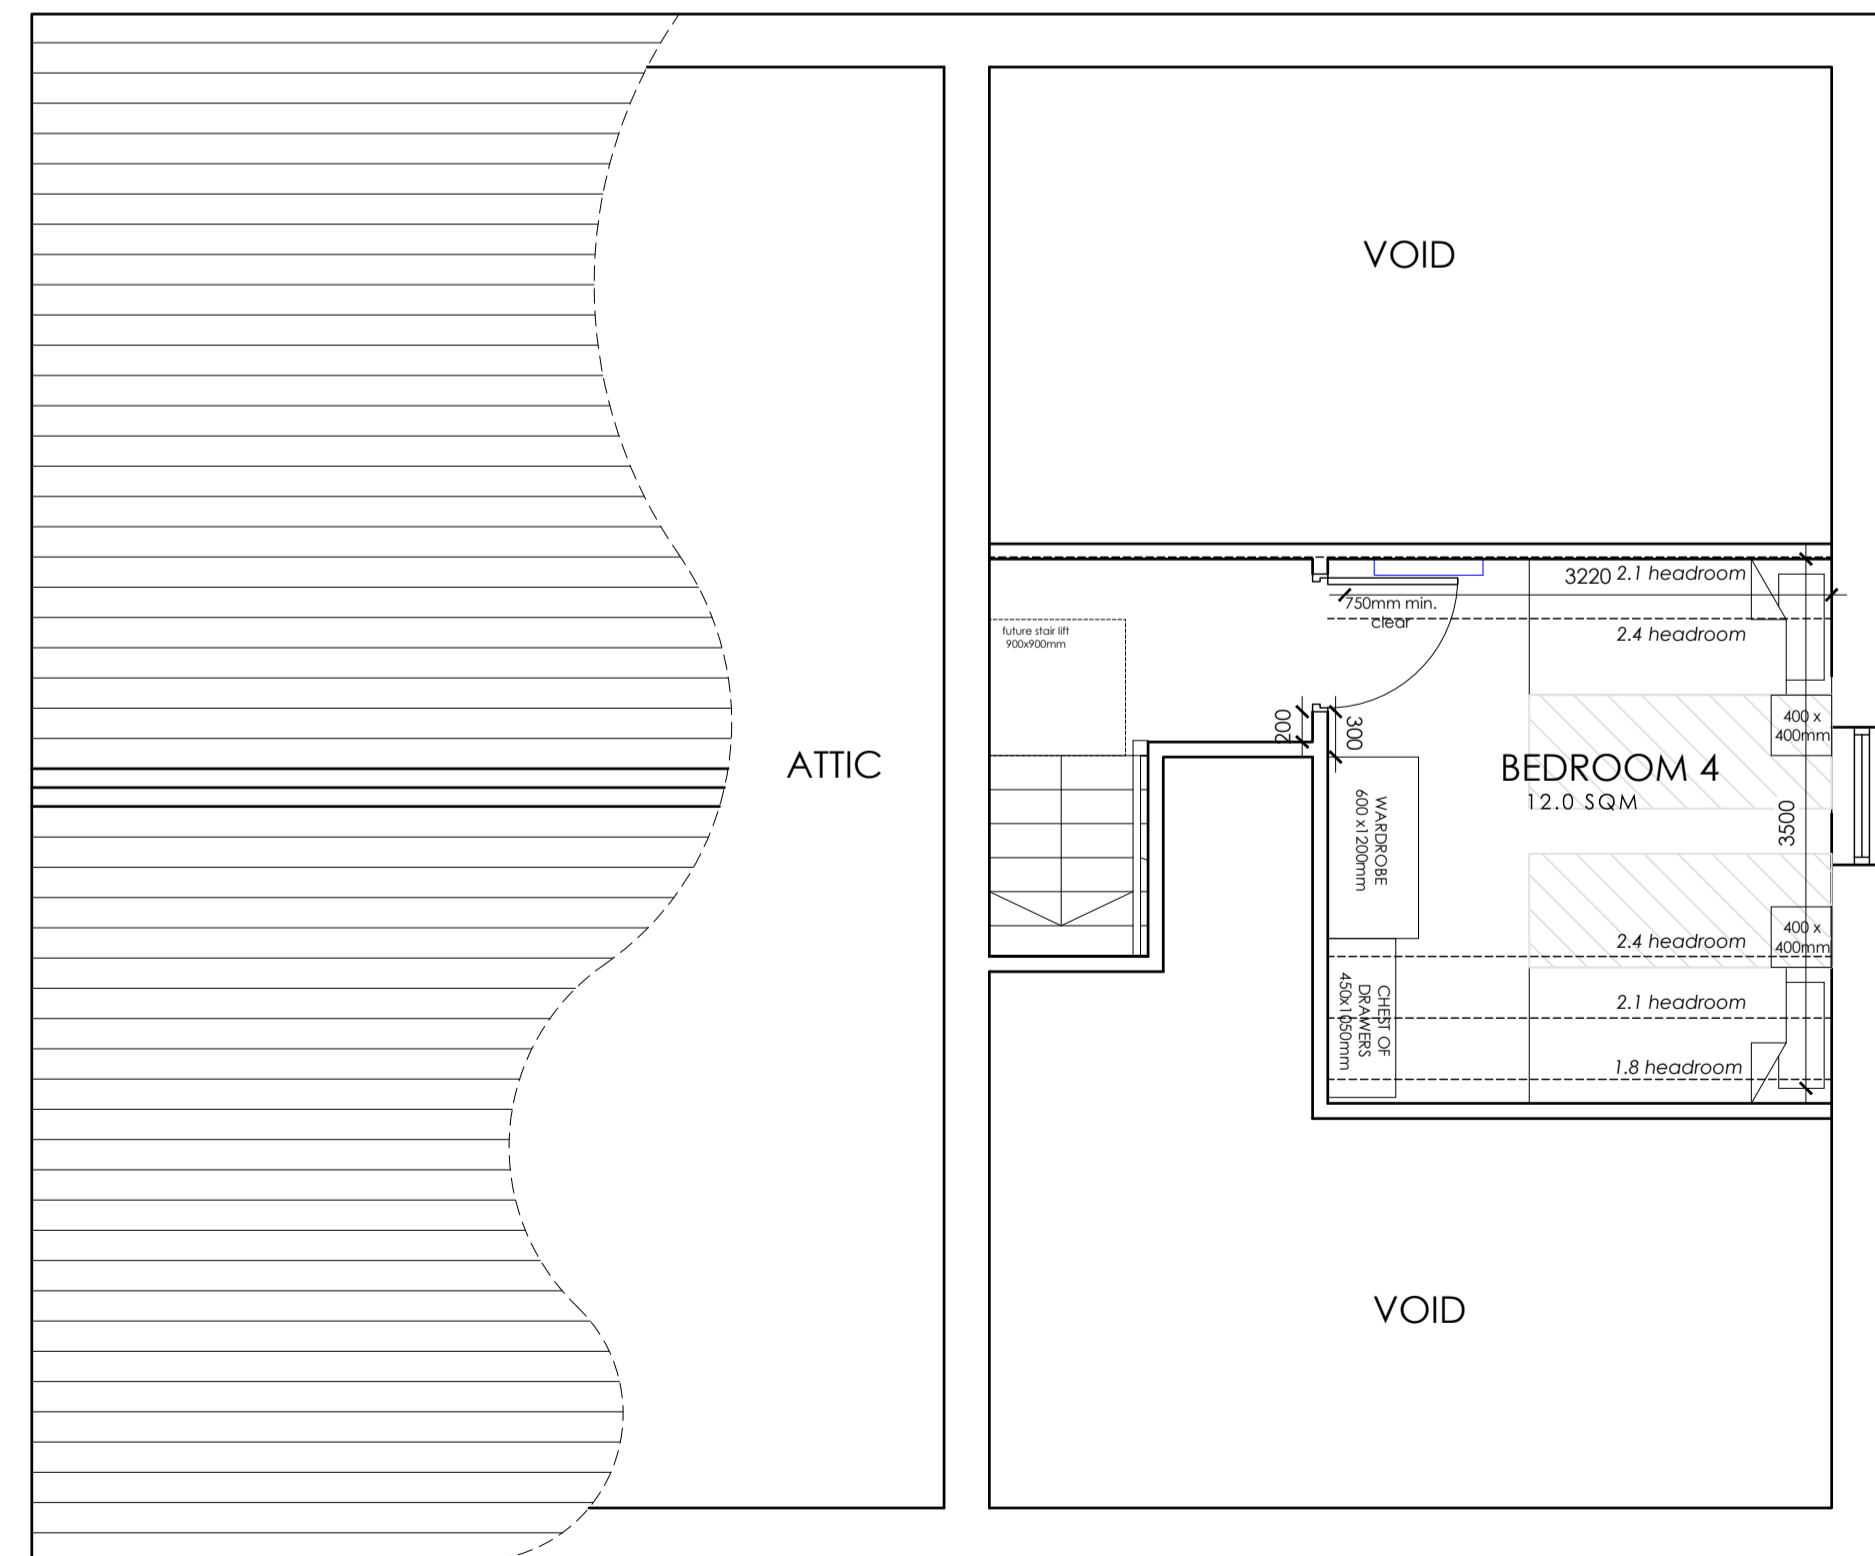 VOID
3220
2.1 headroom
750mm min.
clear
2.4 headroom
future stair lift
900x900mm
200
300
400 x
400mm
ATTIC
BEDROOM 4
12.0 SQM
3500
WARDROBE
600 x1200mm
400 x
400mm
2.4 headroom
CHEST OF
DRAWERS
450x1050mm
2.1 headroom
1.8 headroom
VOID